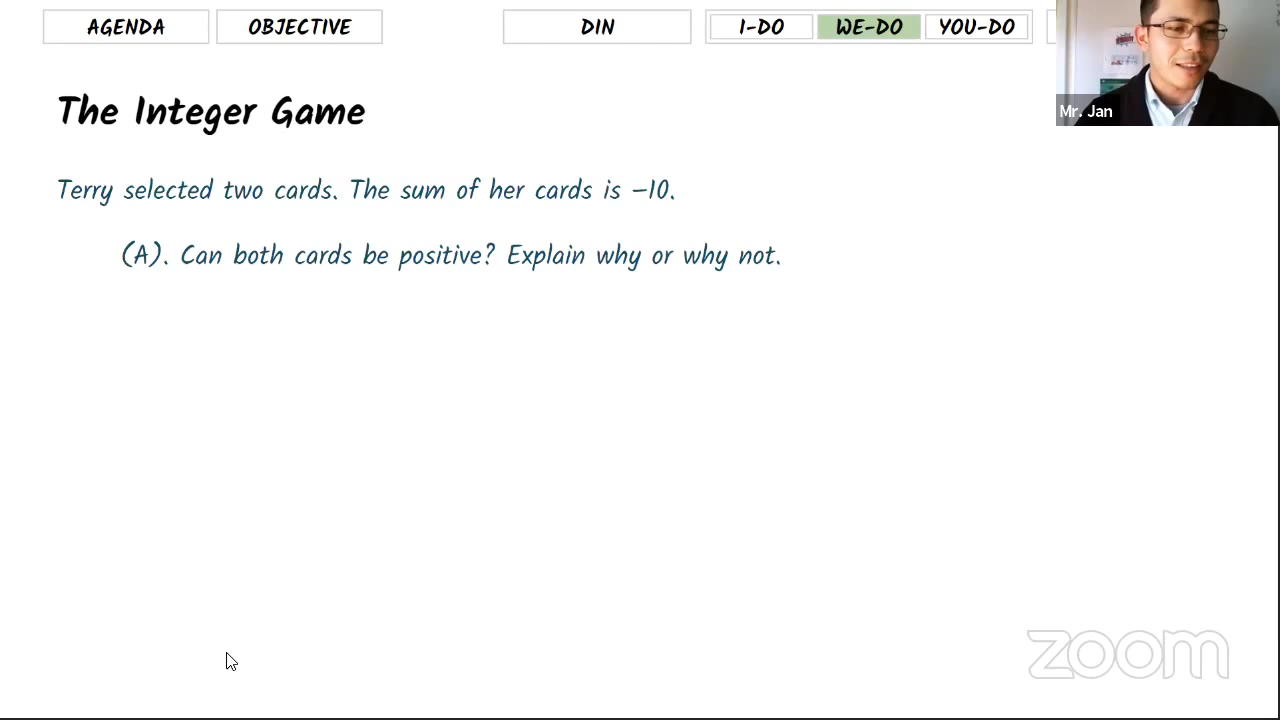 AGENDA OBJECTIVE DIN I-DO WE-DO YOU-DO
Mr. Jan
The Integer Game
Terry selected two cards. The sum of her cards is –10.
(A). Can both cards be positive? Explain why or why not.
zoom